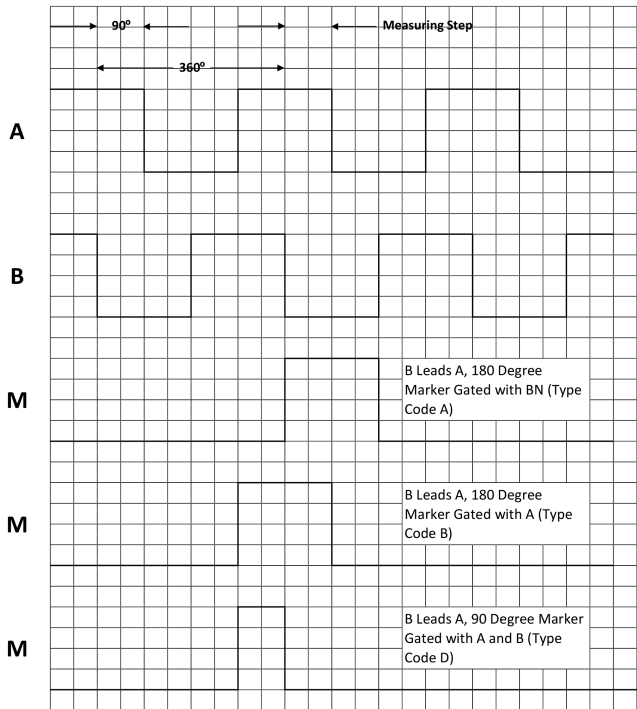 90º
Measuring Step
360º
A
B
M
B Leads A, 180 Degree
Marker Gated with BN (Type
Code A)
M
B Leads A, 180 Degree
Marker Gated with A (Type
Code B)
M
B Leads A, 90 Degree Marker
Gated with A and B (Type
Code D)